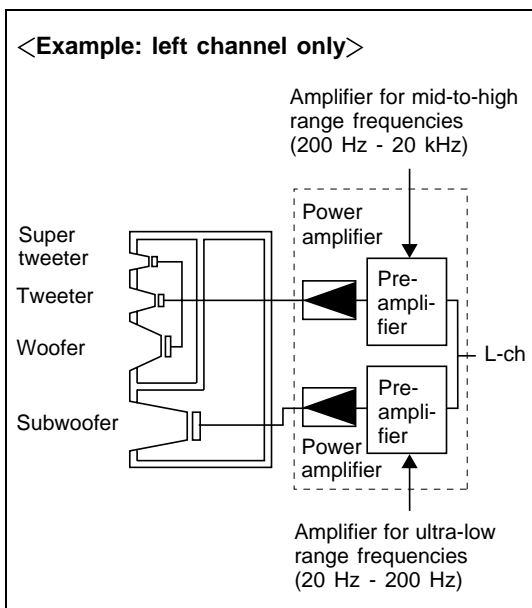 <Example: left channel only>
Amplifier for mid-to-high
range frequencies
(200 Hz - 20 kHz)
Power
amplifier
Super
tweeter
Tweeter
Woofer
Subwoofer
Pre-
ampli-
fier
L-ch
Pre-
ampli-
fier
Power
amplifier
Amplifier for ultra-low
range frequencies
(20 Hz - 200 Hz)